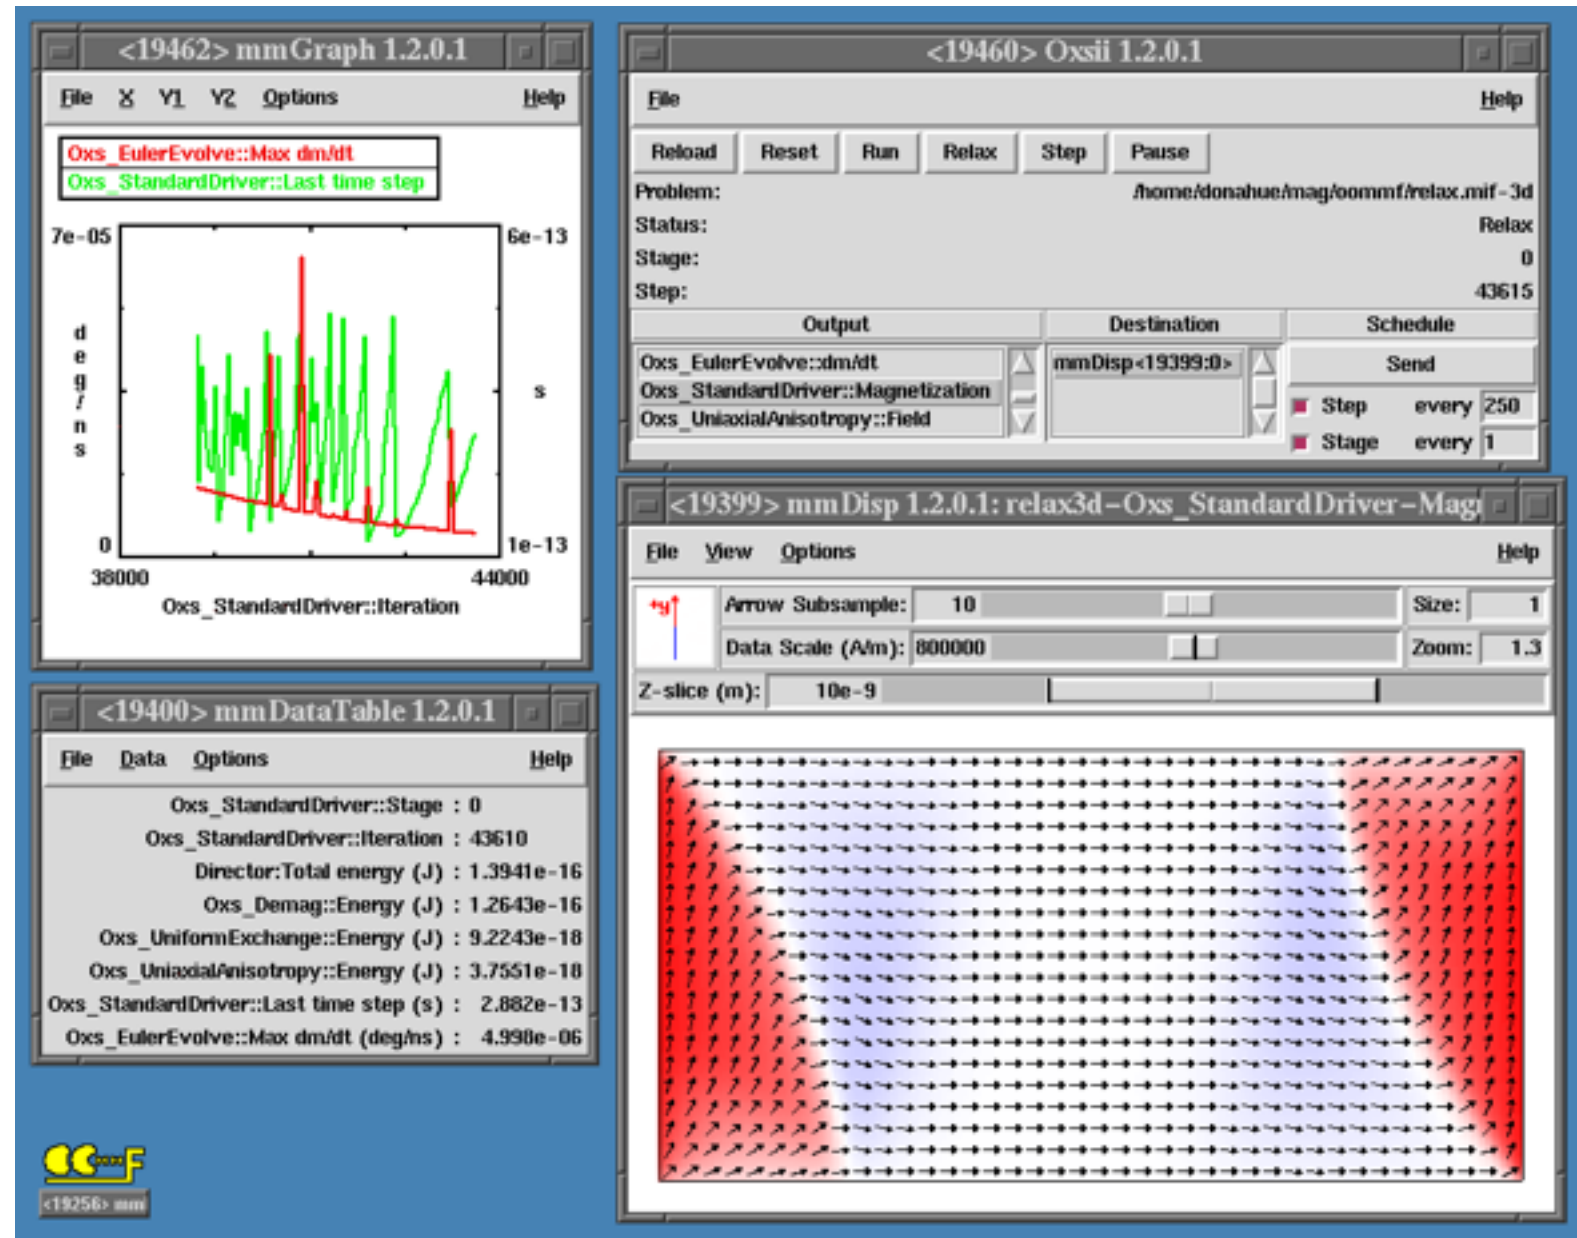 <19462> mmGraph 1.2.0.1
File X Y1 Y2 Options Help
Oxs_EulerEvolve::Max dm/dt
Oxs_StandardDriver::Last time step
7e-05
6e-13
deg/ns
s
0
1e-13
38000
44000
Oxs_StandardDriver::Iteration
<19460> Oxsii 1.2.0.1
File Help
Reload Reset Run Relax Step Pause
Problem: /home/donahue/mag/oommf/relax.mif-3d
Status: Relax
Stage: 0
Step: 43615
Output Destination Schedule
Oxs_EulerEvolve::dm/dt
Oxs_StandardDriver::Magnetization
Oxs_UniaxialAnisotropy::Field
mmDisp<19399:0>
Send
Step every 250
Stage every 1
<19400> mmDataTable 1.2.0.1
File Data Options Help
Oxs_StandardDriver::Stage : 0
Oxs_StandardDriver::Iteration : 43610
Director:Total energy (J) : 1.3941e-16
Oxs_Demag::Energy (J) : 1.2643e-16
Oxs_UniformExchange::Energy (J) : 9.2243e-18
Oxs_UniaxialAnisotropy::Energy (J) : 3.7551e-18
Oxs_StandardDriver::Last time step (s) : 2.882e-13
Oxs_EulerEvolve::Max dm/dt (deg/ns) : 4.998e-06
<19399> mmDisp 1.2.0.1: relax3d-Oxs_StandardDriver-Magn
File View Options Help
+y
Arrow Subsample: 10 Size: 1
Data Scale (A/m): 800000 Zoom: 1.3
Z-slice (m): 10e-9
<19256> mm